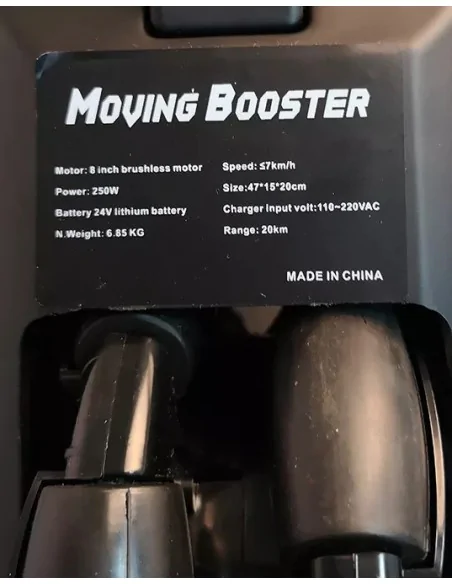 MOVING BOOSTER
Motor: 8 inch brushless motor
Power: 250W
Battery 24V lithium battery
N.Weight: 6.85 KG
Speed: ≤7km/h
Size:47*15*20cm
Charger input volt:110~220VAC
Range: 20km
MADE IN CHINA